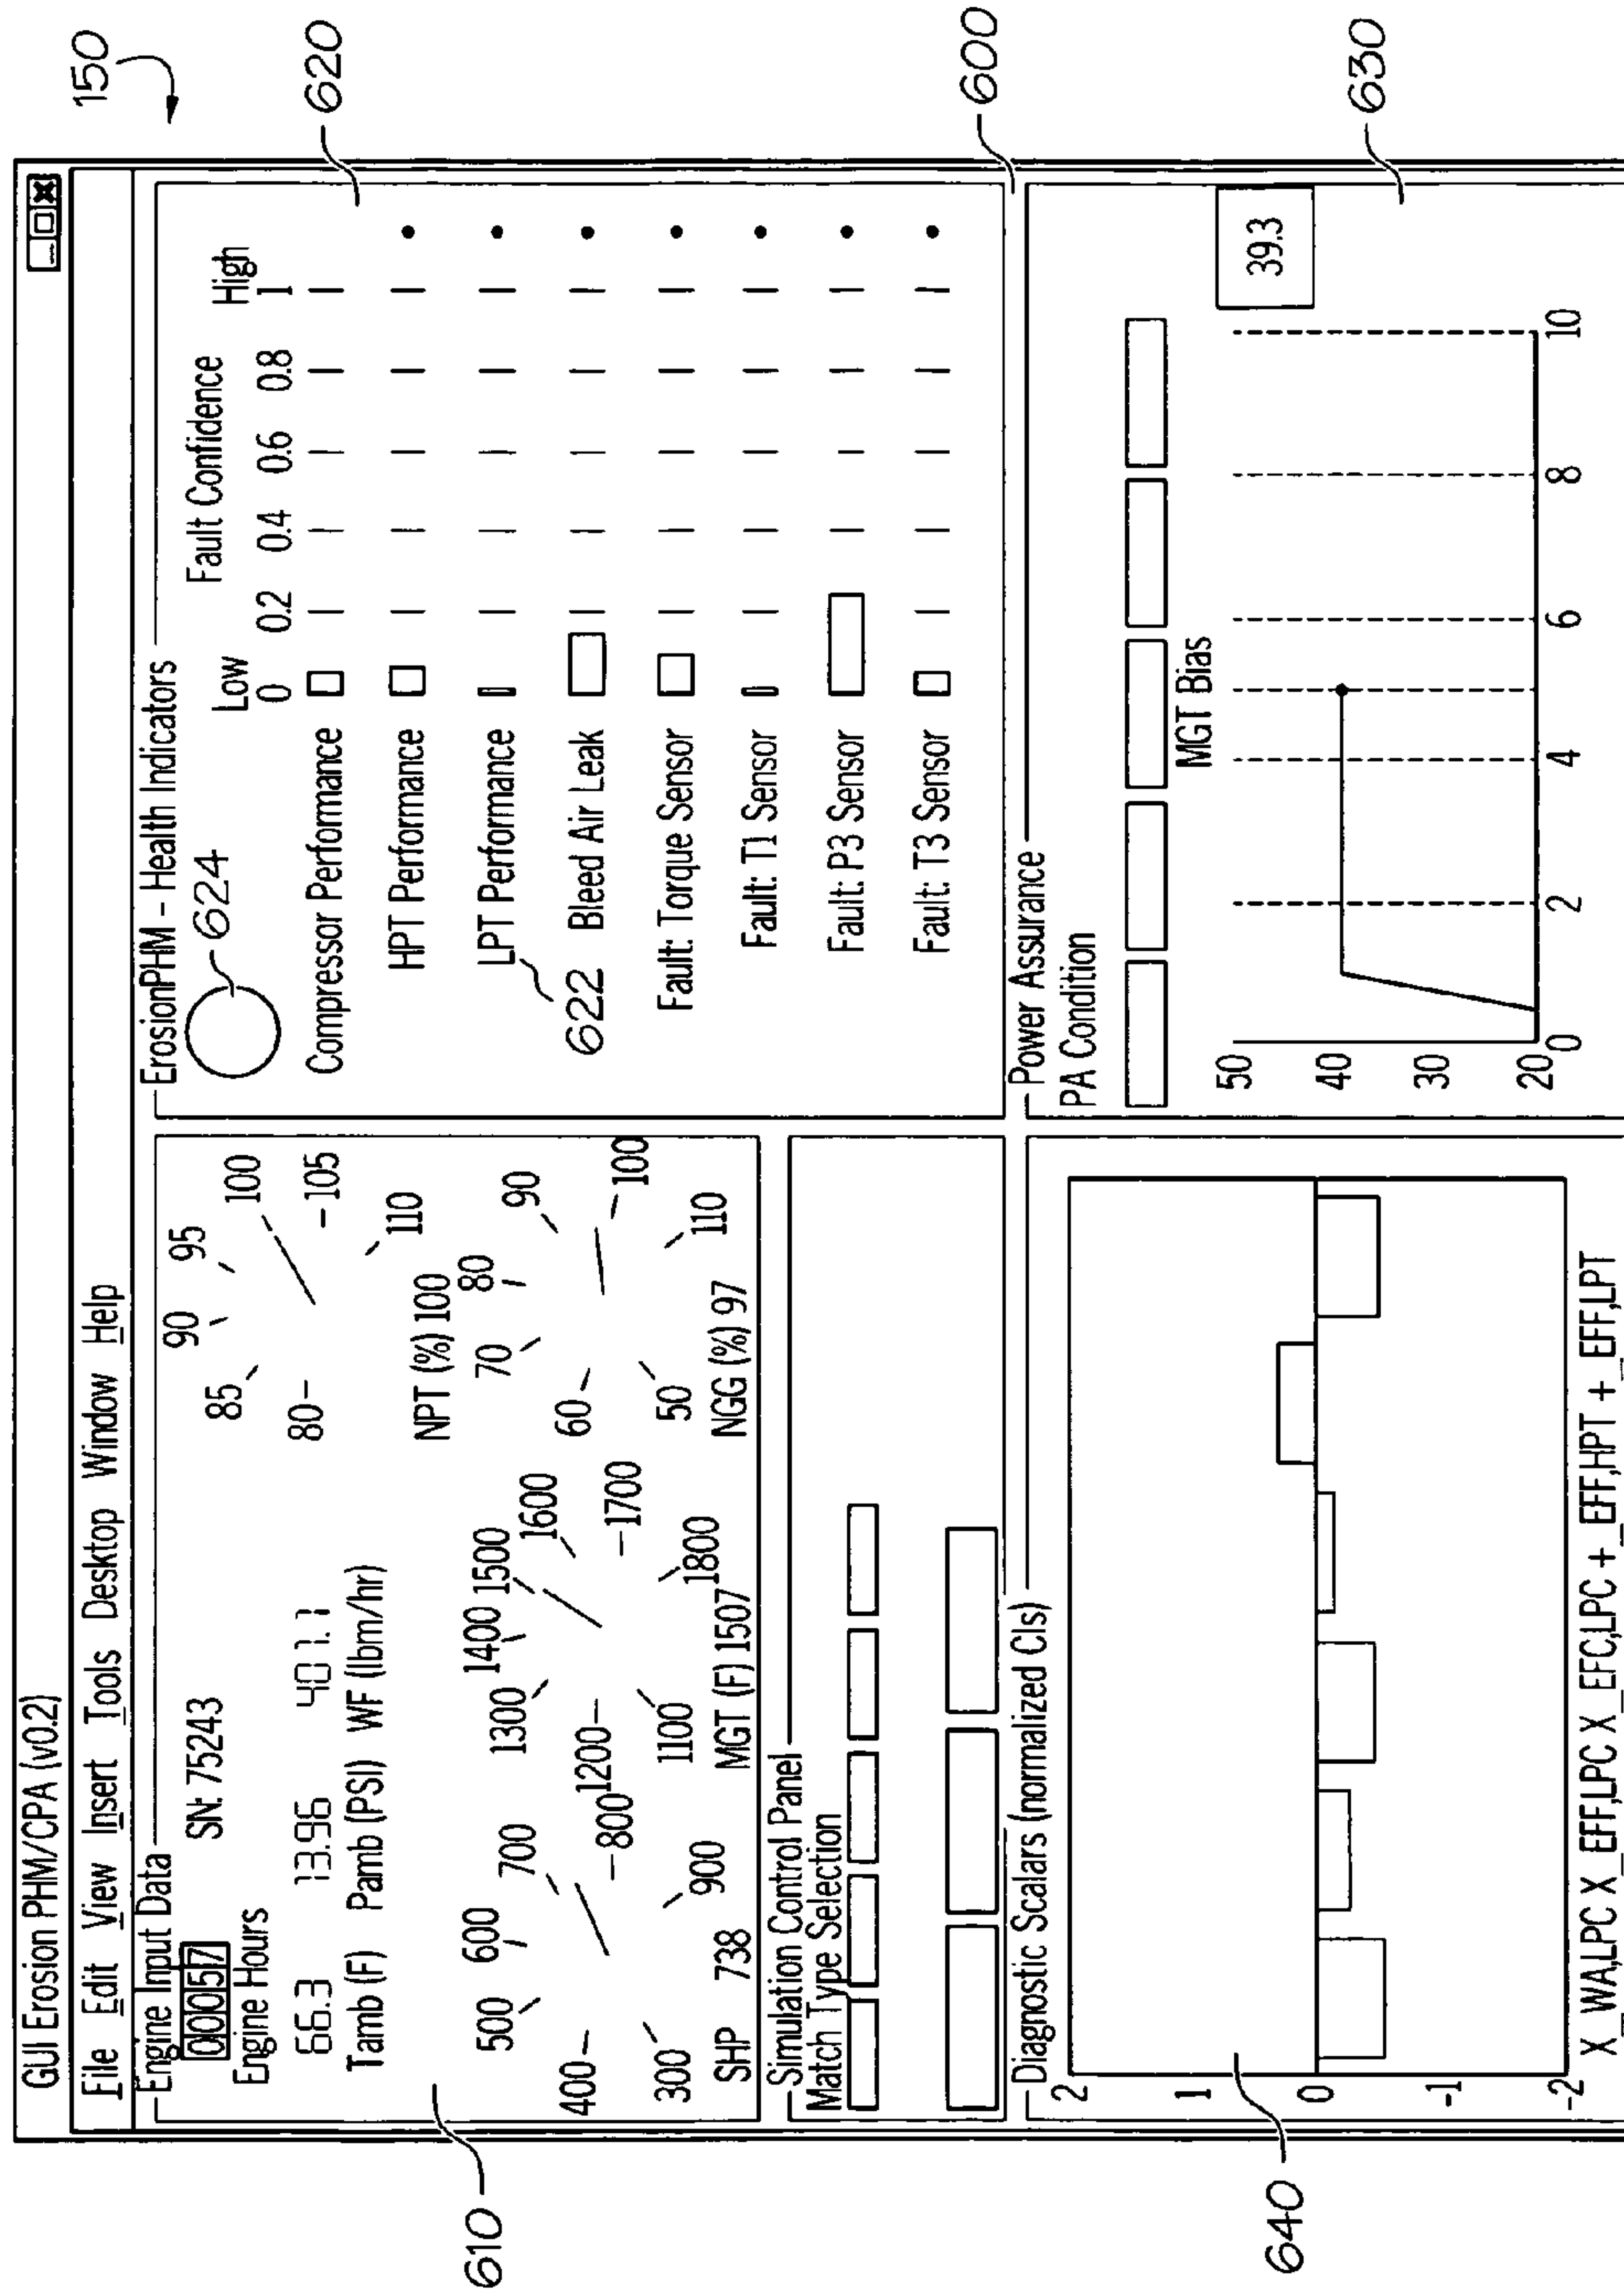 150
GUI Erosion PHM/CPA (v0.2)
File Edit View Insert Tools Desktop Window Help
Engine Input Data
00057
SN: 75243
Engine Hours
66.3 13.96 401.1
Tamb (F) Pamb (PSI) WF (lbm/hr)
80 85 90 95 100 105 110
NPT (%) 100
300 400 500 600 700 800 900
SHP 738
1100 1200 1300 1400 1500 1600 1700 1800
MGT (F) 1507
50 60 70 80 90 100 110
NGG (%) 97
610
Simulation Control Panel
Match Type Selection
ErosionPHM - Health Indicators
624
Fault Confidence
Low High
0 0.2 0.4 0.6 0.8 1
Compressor Performance
HPT Performance
LPT Performance
622
Bleed Air Leak
Fault: Torque Sensor
Fault: T1 Sensor
Fault: P3 Sensor
Fault: T3 Sensor
620
600
Diagnostic Scalars (normalized CIs)
2
1
0
-1
-2
X_WA,LPC X_EFF,LPC X_EFC,LPC +_EFF,HPT +_EFF,LPT
640
Power Assurance
PA Condition
MGT Bias
39.3
50
40
30
20
0 2 4 6 8 10
630